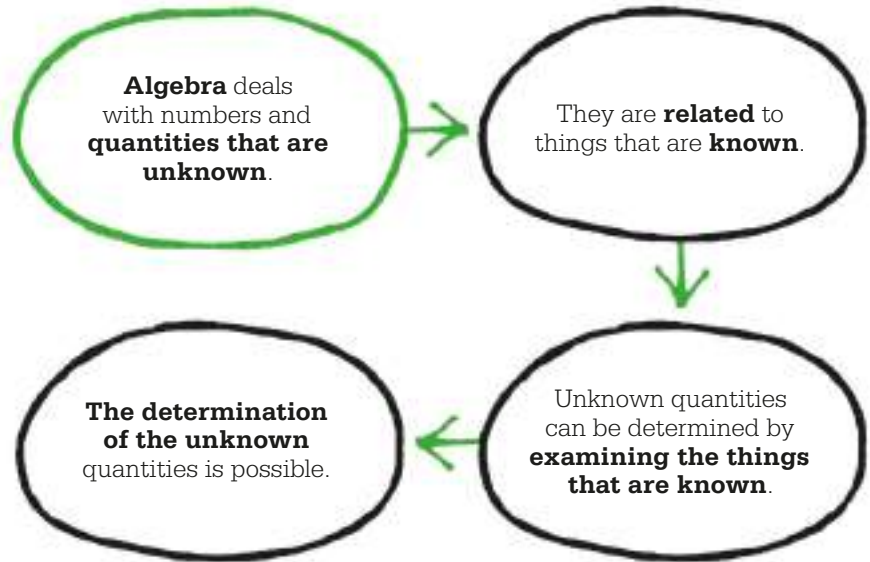 Algebra deals
with numbers and
quantities that are
unknown.
They are related to
things that are known.
Unknown quantities
can be determined by
examining the things
that are known.
The determination
of the unknown
quantities is possible.